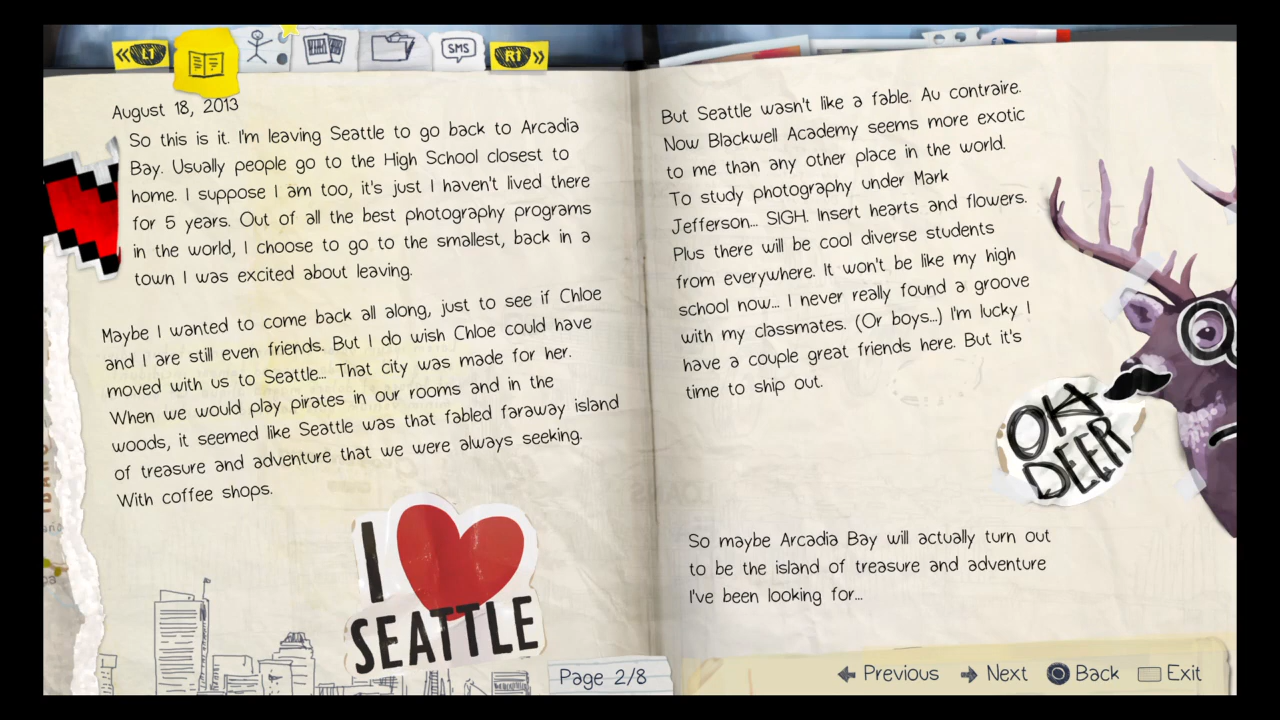 L1
SMS
R1
August 18, 2013
So this is it. I'm leaving Seattle to go back to Arcadia
Bay. Usually people go to the High School closest to
home. I suppose I am too, it's just I haven't lived there
for 5 years. Out of all the best photography programs
in the world, I choose to go to the smallest, back in a
town I was excited about leaving.
Maybe I wanted to come back all along, just to see if Chloe
and I are still even friends. But I do wish Chloe could have
moved with us to Seattle... That city was made for her.
When we would play pirates in our rooms and in the
woods, it seemed like Seattle was that fabled faraway island
of treasure and adventure that we were always seeking.
With coffee shops.
I
SEATTLE
Page 2/8
But Seattle wasn't like a fable. Au contraire.
Now Blackwell Academy seems more exotic
to me than any other place in the world.
To study photography under Mark
Jefferson... SIGH. Insert hearts and flowers.
Plus there will be cool diverse students
from everywhere. It won't be like my high
school now... I never really found a groove
with my classmates. (Or boys...) I'm lucky I
have a couple great friends here. But it's
time to ship out.
OH
DEER
So maybe Arcadia Bay will actually turn out
to be the island of treasure and adventure
I've been looking for...
Previous
Next
Back
Exit